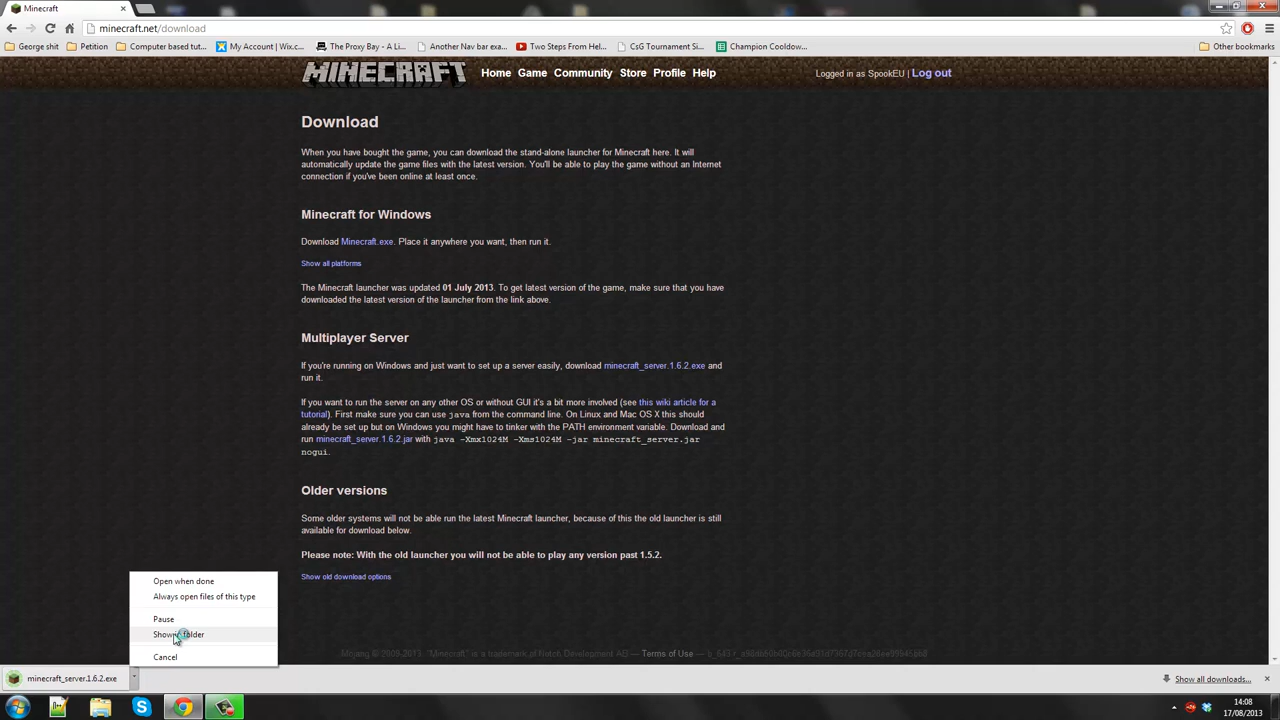 Minecraft
minecraft.net/download
George shit
Petition
Computer based tut...
My Account | Wix.c...
The Proxy Bay - A Li...
Another Nav bar exa...
Two Steps From Hel...
CsG Tournament Si...
Champion Cooldow...
Other bookmarks
MINECRAFT
Home Game Community Store Profile Help
Logged in as SpookEU | Log out
Download
When you have bought the game, you can download the stand-alone launcher for Minecraft here. It will
automatically update the game files with the latest version. You'll be able to play the game without an Internet
connection if you've been online at least once.
Minecraft for Windows
Download Minecraft.exe. Place it anywhere you want, then run it.
Show all platforms
The Minecraft launcher was updated 01 July 2013. To get latest version of the game, make sure that you have
downloaded the latest version of the launcher from the link above.
Multiplayer Server
If you're running on Windows and just want to set up a server easily, download minecraft_server.1.6.2.exe and
run it.
If you want to run the server on any other OS or without GUI it's a bit more involved (see this wiki article for a
tutorial). First make sure you can use java from the command line. On Linux and Mac OS X this should
already be set up but on Windows you might have to tinker with the PATH environment variable. Download and
run minecraft_server.1.6.2.jar with java -Xmx1024M -Xms1024M -jar minecraft_server.jar
nogui.
Older versions
Some older systems will not be able run the latest Minecraft launcher, because of this the old launcher is still
available for download below.
Please note: With the old launcher you will not be able to play any version past 1.5.2.
Show old download options
Open when done
Always open files of this type
Pause
Show in folder
Cancel
Mojang © 2009-2013. "Minecraft" is a trademark of Notch Development AB — Terms of Use —
minecraft_server.1.6.2.exe
Show all downloads...
14:08
17/08/2013